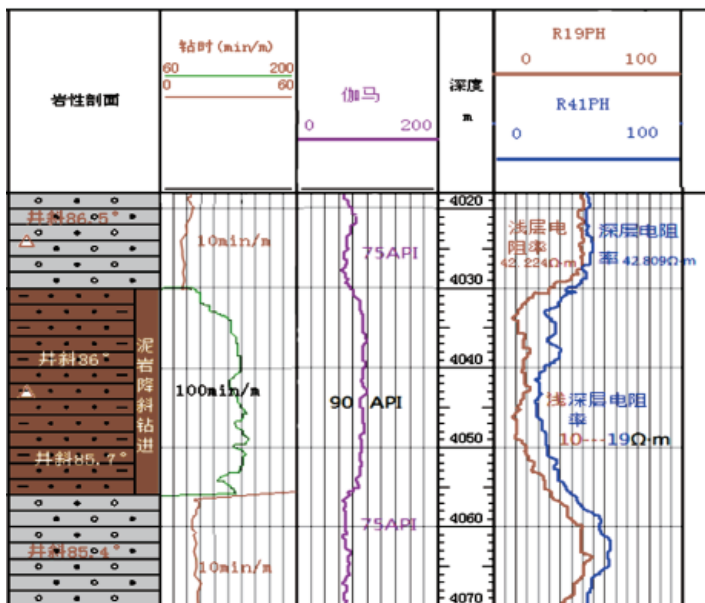 岩性剖面
钻时(min/m)
60 200
0 60
伽马
0 200
深度
m
R19PH
0 100
R41PH
0 100
井斜86.5°
10min/m
75API
4020
4030
浅层电
阻率
42.224Ω·m
深层电阻
率 42.809Ω·m
井斜86°
井斜85.7°
泥岩降斜钻进
100min/m
90 API
4040
4050
浅深层电阻
率
10---19Ω·m
井斜85.4°
10min/m
75API
4060
4070